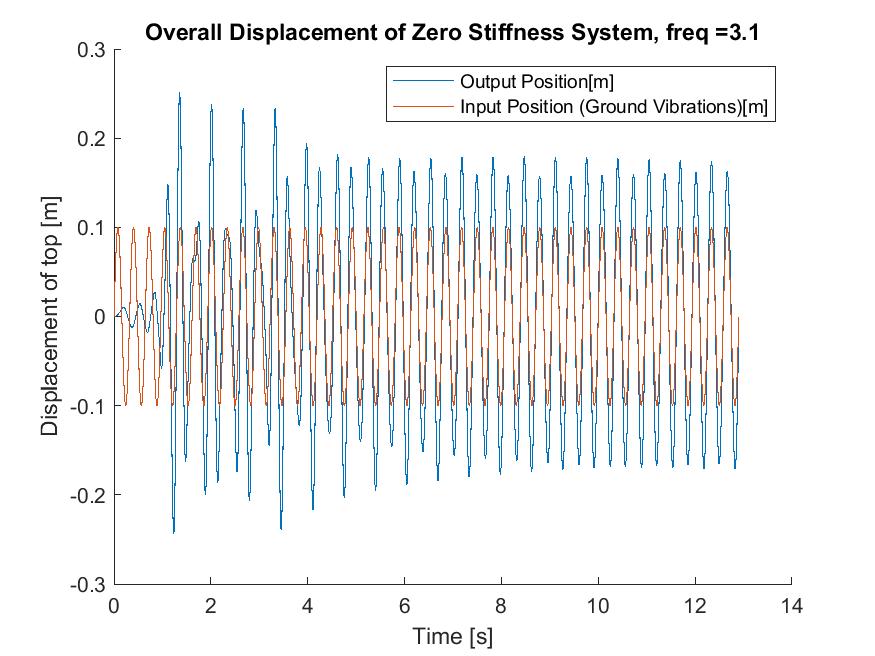 Overall Displacement of Zero Stiffness System, freq =3.1
0.3
Output Position[m]
Input Position (Ground Vibrations)[m]
0.2
0.1
0
-0.1
-0.2
-0.3
Displacement of top [m]
0 2 4 6 8 10 12 14
Time [s]